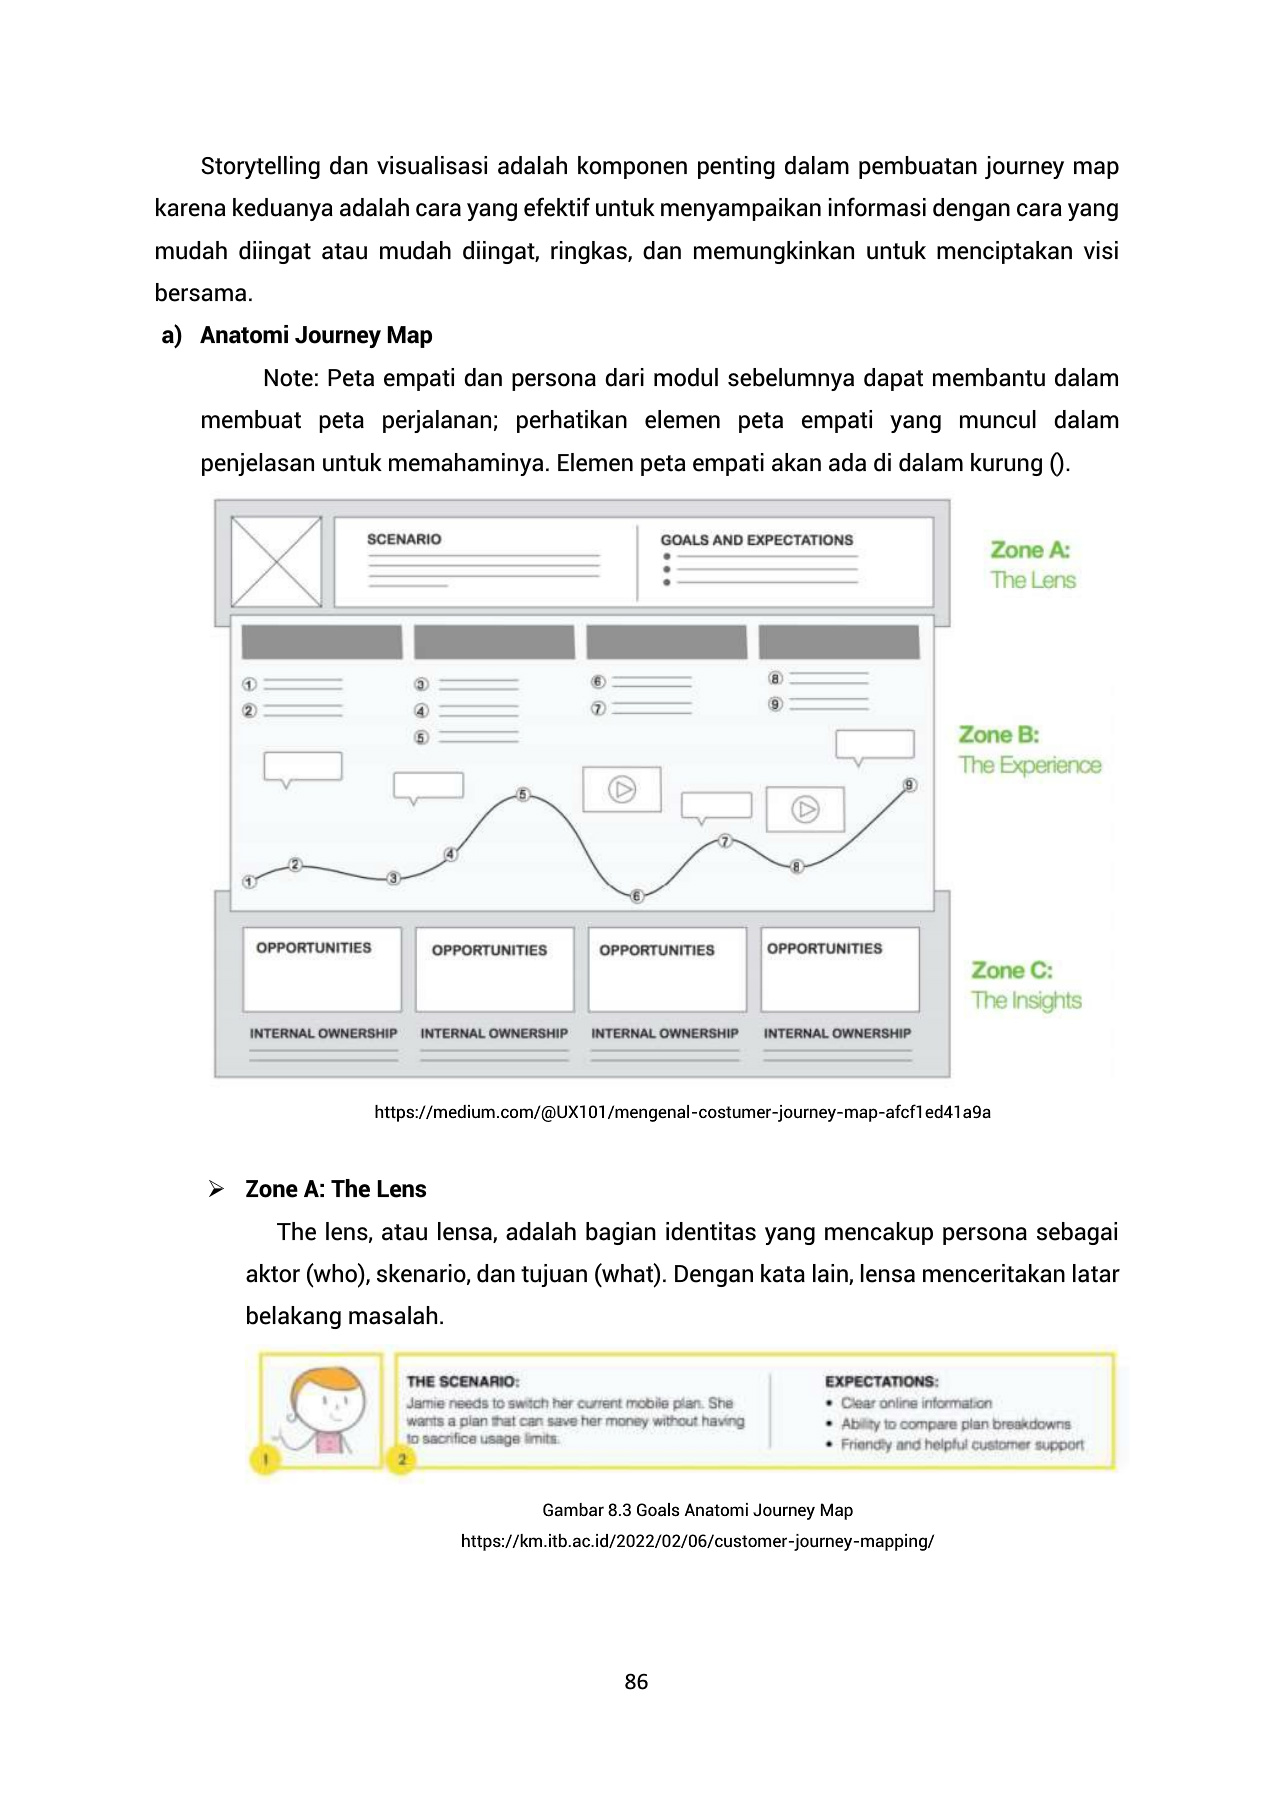 Storytelling dan visualisasi adalah komponen penting dalam pembuatan journey map
karena keduanya adalah cara yang efektif untuk menyampaikan informasi dengan cara yang
mudah diingat atau mudah diingat, ringkas, dan memungkinkan untuk menciptakan visi
bersama.
a) Anatomi Journey Map
Note: Peta empati dan persona dari modul sebelumnya dapat membantu dalam
membuat peta perjalanan; perhatikan elemen peta empati yang muncul dalam
penjelasan untuk memahaminya. Elemen peta empati akan ada di dalam kurung ().
SCENARIO
GOALS AND EXPECTATIONS
Zone A:
The Lens
1
2
3
4
5
6
7
8
9
Zone B:
The Experience
1
2
3
4
5
6
7
8
9
OPPORTUNITIES OPPORTUNITIES OPPORTUNITIES OPPORTUNITIES
Zone C:
The Insights
INTERNAL OWNERSHIP INTERNAL OWNERSHIP INTERNAL OWNERSHIP INTERNAL OWNERSHIP
https://medium.com/@UX101/mengenal-costumer-journey-map-afcf1ed41a9a
➢ Zone A: The Lens
The lens, atau lensa, adalah bagian identitas yang mencakup persona sebagai
aktor (who), skenario, dan tujuan (what). Dengan kata lain, lensa menceritakan latar
belakang masalah.
1
2
THE SCENARIO:
Jamie needs to switch her current mobile plan. She
wants a plan that can save her money without having
to sacrifice usage limits.
EXPECTATIONS:
• Clear online information
• Ability to compare plan breakdowns
• Friendly and helpful customer support
Gambar 8.3 Goals Anatomi Journey Map
https://km.itb.ac.id/2022/02/06/customer-journey-mapping/
86